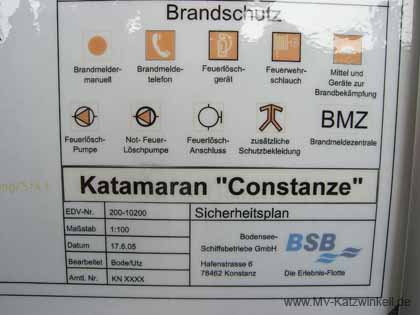 Brandschutz
Brandmelder manuell
Brandmelde- telefon
Feuerlösch- gerät
Feuerwehr- schlauch
Mittel und Geräte zur Brandbekämpfung
Feuerlösch- Pumpe
Not- Feuer- Löschpumpe
Feuerlösch- Anschluss
zusätzliche Schutzbekleidung
BMZ
Brandmeldezentrale
Katamaran "Constanze"
EDV-Nr. 200-10200
Sicherheitsplan
Maßstab 1:100
Datum 17.6.05
Bearbeitet Bode/Utz
Amtl. Nr. KN XXXX
Bodensee-
Schiffsbetriebe GmbH
Hafenstrasse 6
78462 Konstanz
BSB
Die Erlebnis-Flotte
www.MV-Katzwinkel.de